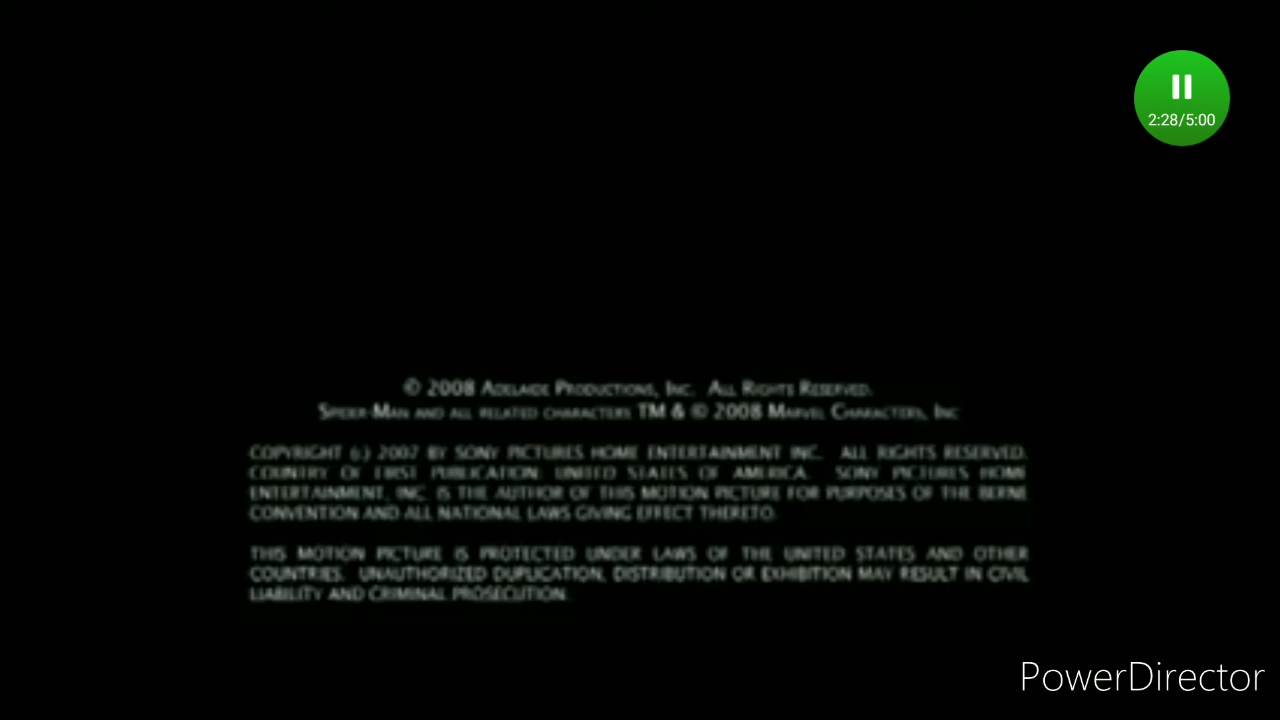 2:28/5:00
© 2008 Adelaide Productions, Inc. All Rights Reserved.
Spider-Man and all related characters TM & © 2008 Marvel Characters, Inc
COPYRIGHT (c) 2007 BY SONY PICTURES HOME ENTERTAINMENT INC. ALL RIGHTS RESERVED.
COUNTRY OF FIRST PUBLICATION: UNITED STATES OF AMERICA. SONY PICTURES HOME
ENTERTAINMENT, INC. IS THE AUTHOR OF THIS MOTION PICTURE FOR PURPOSES OF THE BERNE
CONVENTION AND ALL NATIONAL LAWS GIVING EFFECT THERETO.
THIS MOTION PICTURE IS PROTECTED UNDER LAWS OF THE UNITED STATES AND OTHER
COUNTRIES. UNAUTHORIZED DUPLICATION, DISTRIBUTION OR EXHIBITION MAY RESULT IN CIVIL
LIABILITY AND CRIMINAL PROSECUTION.
PowerDirector